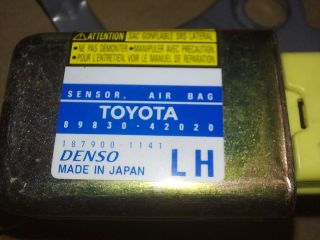 ATTENTION SAC GONFLABLE SRS LATERAL
•NE PAS DEMONTER •MANIPULER AVEC PRECAUTION
•POUR L'ENTRETIEN, VOIR LE MANUEL DE REPARATION
SENSOR, AIR BAG
TOYOTA
89830-42020
187900-1141
DENSO
LH
MADE IN JAPAN